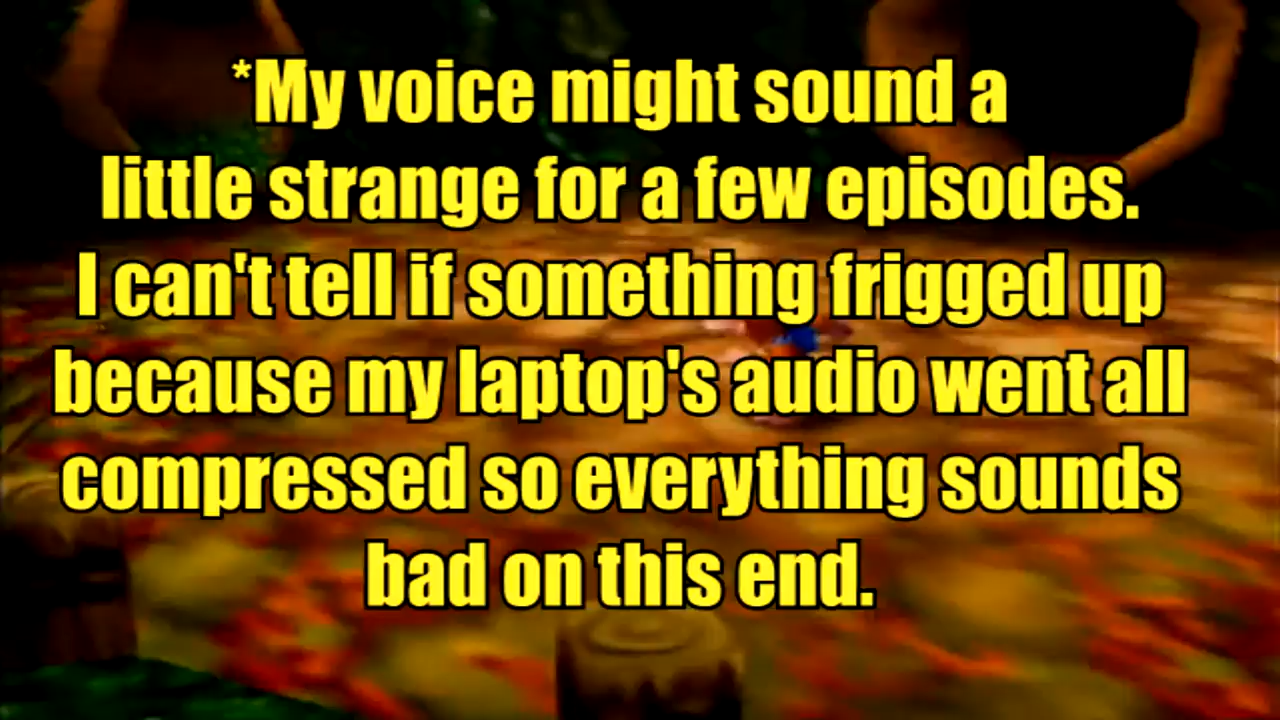 *My voice might sound a
little strange for a few episodes.
I can't tell if something frigged up
because my laptop's audio went all
compressed so everything sounds
bad on this end.